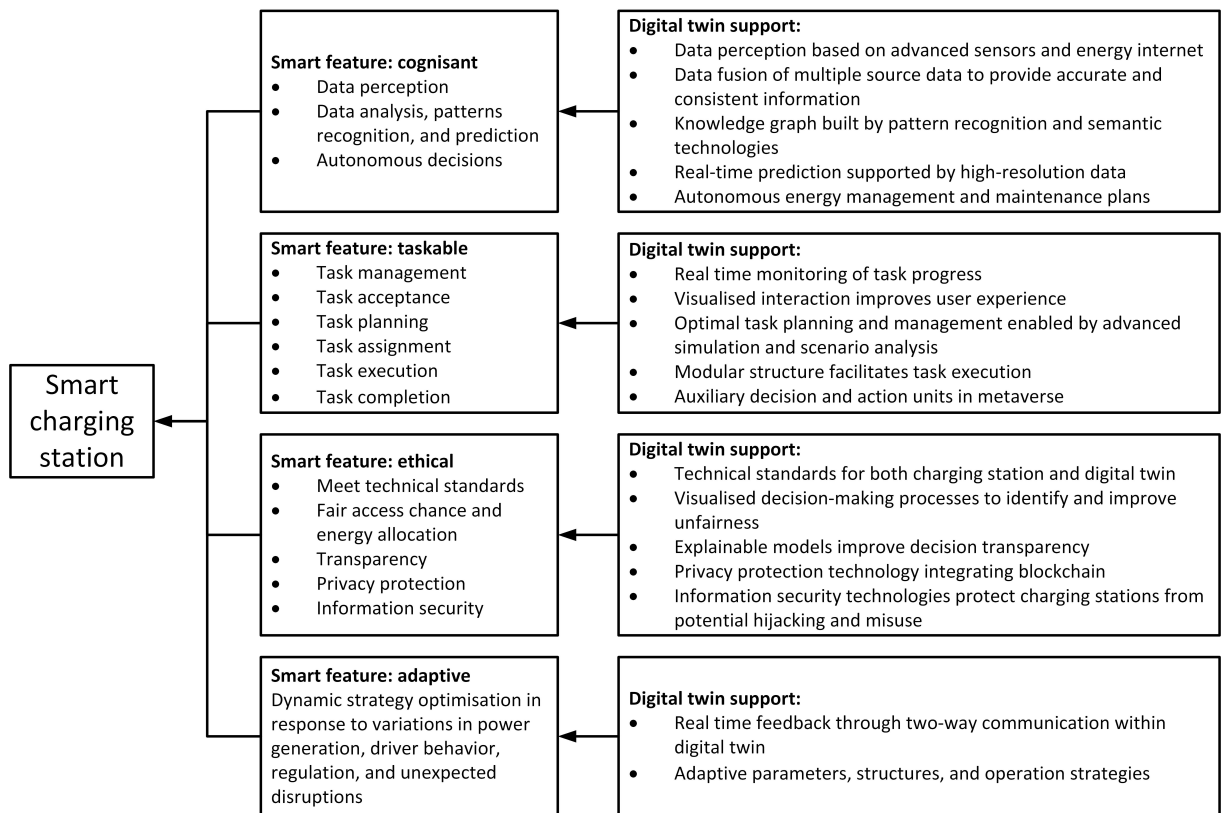 Smart
charging
station
Smart feature: cognisant
• Data perception
• Data analysis, patterns
recognition, and prediction
• Autonomous decisions
Digital twin support:
• Data perception based on advanced sensors and energy internet
• Data fusion of multiple source data to provide accurate and
consistent information
• Knowledge graph built by pattern recognition and semantic
technologies
• Real-time prediction supported by high-resolution data
• Autonomous energy management and maintenance plans
Smart feature: taskable
• Task management
• Task acceptance
• Task planning
• Task assignment
• Task execution
• Task completion
Digital twin support:
• Real time monitoring of task progress
• Visualised interaction improves user experience
• Optimal task planning and management enabled by advanced
simulation and scenario analysis
• Modular structure facilitates task execution
• Auxiliary decision and action units in metaverse
Smart feature: ethical
• Meet technical standards
• Fair access chance and
energy allocation
• Transparency
• Privacy protection
• Information security
Digital twin support:
• Technical standards for both charging station and digital twin
• Visualised decision-making processes to identify and improve
unfairness
• Explainable models improve decision transparency
• Privacy protection technology integrating blockchain
• Information security technologies protect charging stations from
potential hijacking and misuse
Smart feature: adaptive
Dynamic strategy optimisation in
response to variations in power
generation, driver behavior,
regulation, and unexpected
disruptions
Digital twin support:
• Real time feedback through two-way communication within
digital twin
• Adaptive parameters, structures, and operation strategies